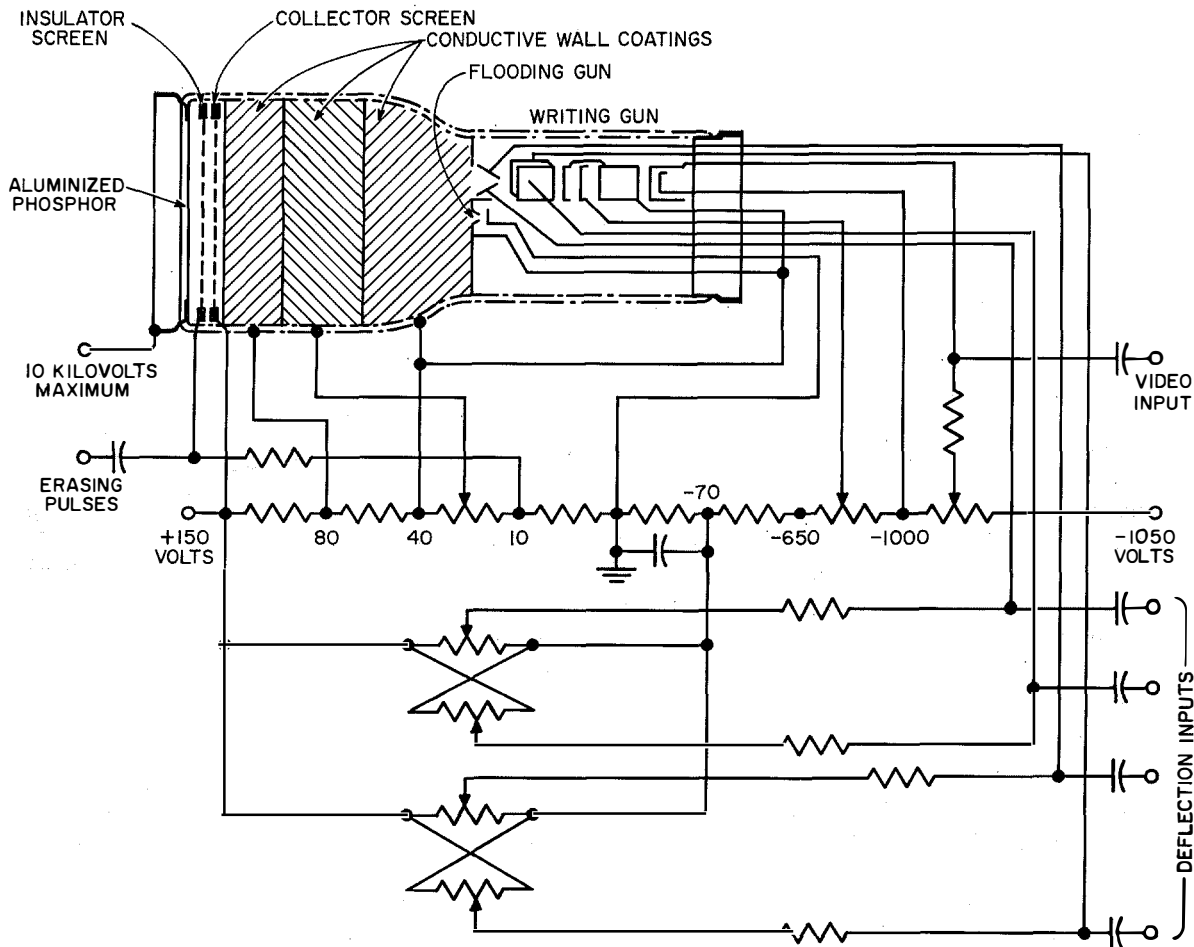 INSULATOR
SCREEN
COLLECTOR SCREEN
CONDUCTIVE WALL COATINGS
FLOODING GUN
WRITING GUN
ALUMINIZED
PHOSPHOR
10 KILOVOLTS
MAXIMUM
VIDEO
INPUT
ERASING
PULSES
+150
VOLTS
80
40
10
-70
-650
-1000
-1050
VOLTS
DEFLECTION INPUTS